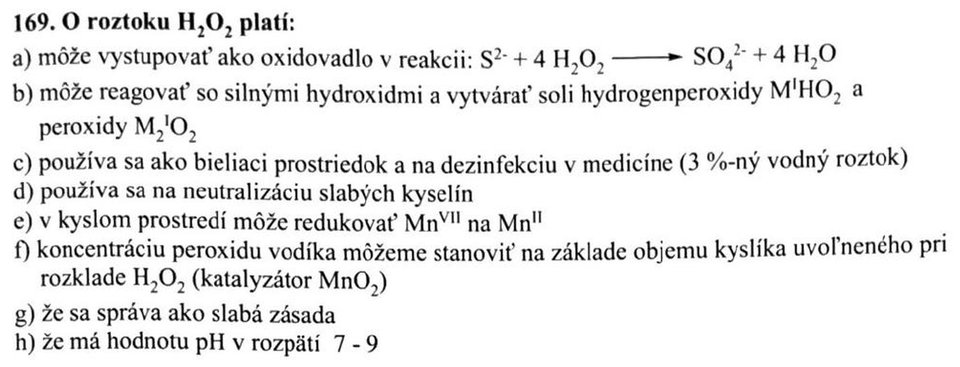 169. O roztoku H₂O₂ platí:
a) môže vystupovať ako oxidovadlo v reakcii: S²⁻ + 4 H₂O₂ ⟶ SO₄²⁻ + 4 H₂O
b) môže reagovať so silnými hydroxidmi a vytvárať soli hydrogenperoxidy MᴵHO₂ a
peroxidy M₂ᴵO₂
c) používa sa ako bieliaci prostriedok a na dezinfekciu v medicíne (3 %-ný vodný roztok)
d) používa sa na neutralizáciu slabých kyselín
e) v kyslom prostredí môže redukovať Mnⱽᴵᴵ na Mnᴵᴵ
f) koncentráciu peroxidu vodíka môžeme stanoviť na základe objemu kyslíka uvoľneného pri
rozklade H₂O₂ (katalyzátor MnO₂)
g) že sa správa ako slabá zásada
h) že má hodnotu pH v rozpätí 7 - 9